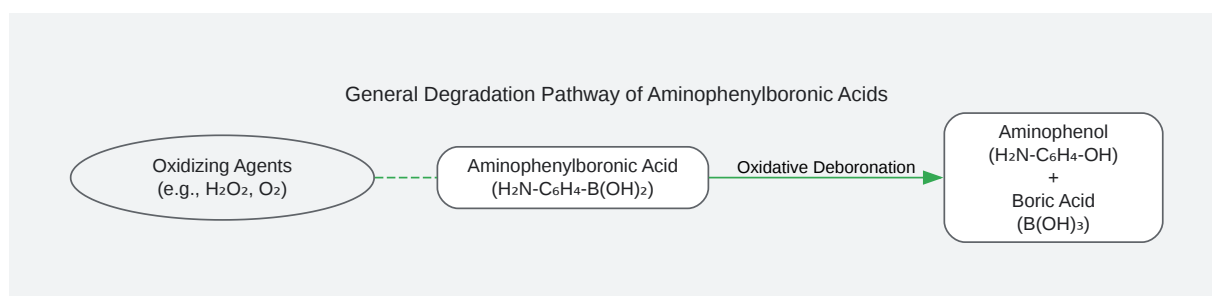 General Degradation Pathway of Aminophenylboronic Acids
Oxidizing Agents
(e.g., H₂O₂, O₂)
Aminophenylboronic Acid
(H₂N-C₆H₄-B(OH)₂)
Oxidative Deboronation
Aminophenol
(H₂N-C₆H₄-OH)
+
Boric Acid
(B(OH)₃)